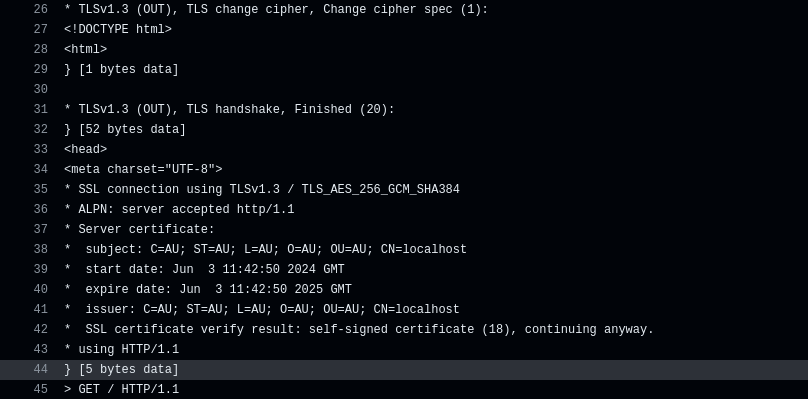 26 * TLSv1.3 (OUT), TLS change cipher, Change cipher spec (1):
27 <!DOCTYPE html>
28 <html>
29 } [1 bytes data]
30
31 * TLSv1.3 (OUT), TLS handshake, Finished (20):
32 } [52 bytes data]
33 <head>
34 <meta charset="UTF-8">
35 * SSL connection using TLSv1.3 / TLS_AES_256_GCM_SHA384
36 * ALPN: server accepted http/1.1
37 * Server certificate:
38 *  subject: C=AU; ST=AU; L=AU; O=AU; OU=AU; CN=localhost
39 *  start date: Jun  3 11:42:50 2024 GMT
40 *  expire date: Jun  3 11:42:50 2025 GMT
41 *  issuer: C=AU; ST=AU; L=AU; O=AU; OU=AU; CN=localhost
42 *  SSL certificate verify result: self-signed certificate (18), continuing anyway.
43 * using HTTP/1.1
44 } [5 bytes data]
45 > GET / HTTP/1.1